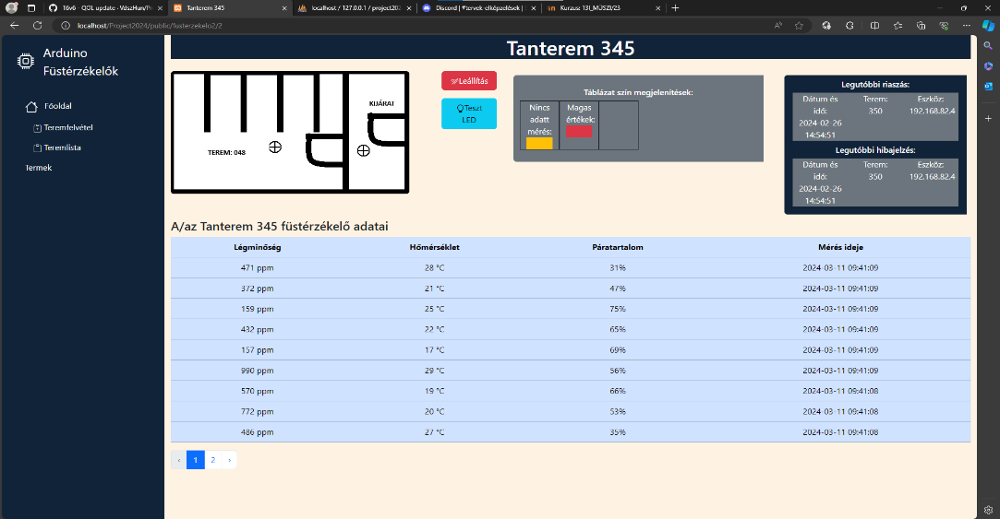 16v6 - QOL update · VdszHun/Pr
Tanterem 345
localhost / 127.0.0.1 / project202
Discord | #tervek-elképzelések |
Kurzus: 13I_MŰSZI/23
localhost/Project2024/public/fusterzekelo2/2
Arduino
Füstérzékelők
Főoldal
Teremfelvétel
Teremlista
Termek
Tanterem 345
KIJÁRAT
TEREM: 048
Leállítás
Teszt
LED
Táblázat szín megjelenítések:
Nincs
adatt
mérés:
Magas
értékek:
Legutóbbi riaszás:
Dátum és
idő:
2024-02-26
14:54:51
Terem:
350
Eszköz:
192.168.82.4
Legutóbbi hibajelzés:
Dátum és
idő:
2024-02-26
14:54:51
Terem:
350
Eszköz:
192.168.82.4
A/az Tanterem 345 füstérzékelő adatai
Légminőség Hőmérséklet Páratartalom Mérés ideje
471 ppm 28 °C 31% 2024-03-11 09:41:09
372 ppm 21 °C 47% 2024-03-11 09:41:09
159 ppm 25 °C 75% 2024-03-11 09:41:09
432 ppm 22 °C 65% 2024-03-11 09:41:09
157 ppm 17 °C 69% 2024-03-11 09:41:09
990 ppm 29 °C 56% 2024-03-11 09:41:09
570 ppm 19 °C 66% 2024-03-11 09:41:08
772 ppm 20 °C 53% 2024-03-11 09:41:08
486 ppm 27 °C 35% 2024-03-11 09:41:08
‹ 1 2 ›